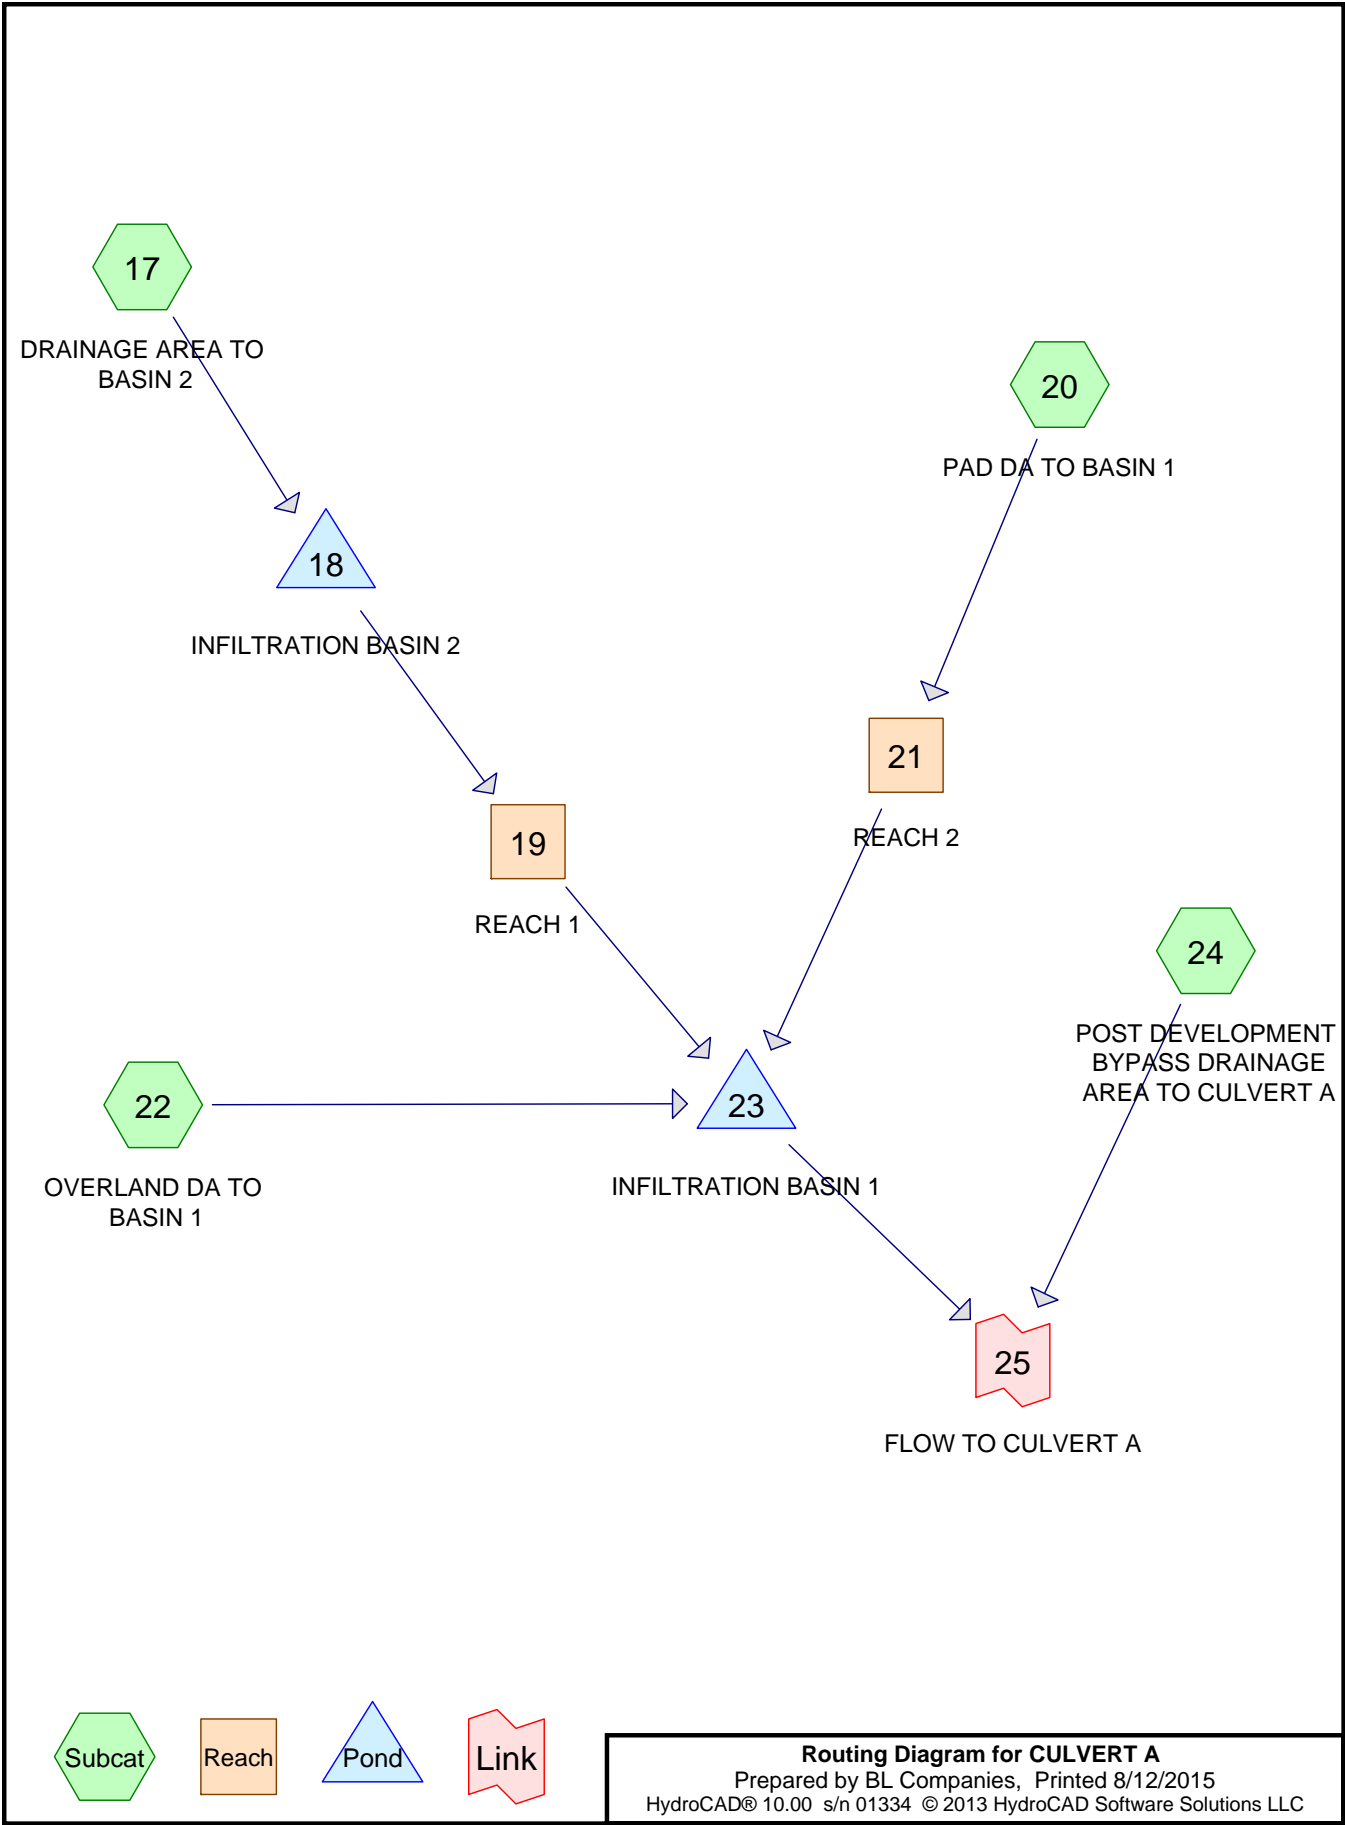 17
DRAINAGE AREA TO
BASIN 2
20
PAD DA TO BASIN 1
18
INFILTRATION BASIN 2
21
REACH 2
19
REACH 1
24
POST DEVELOPMENT
BYPASS DRAINAGE
AREA TO CULVERT A
22
OVERLAND DA TO
BASIN 1
23
INFILTRATION BASIN 1
25
FLOW TO CULVERT A
Subcat
Reach
Pond
Link
Routing Diagram for CULVERT A
Prepared by BL Companies, Printed 8/12/2015
HydroCAD® 10.00 s/n 01334 © 2013 HydroCAD Software Solutions LLC